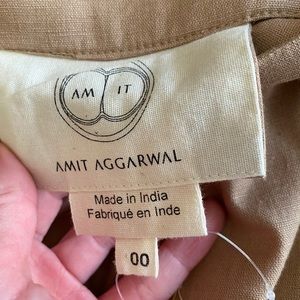 AM IT
AMIT AGGARWAL
Made in India
Fabriqué en Inde
00